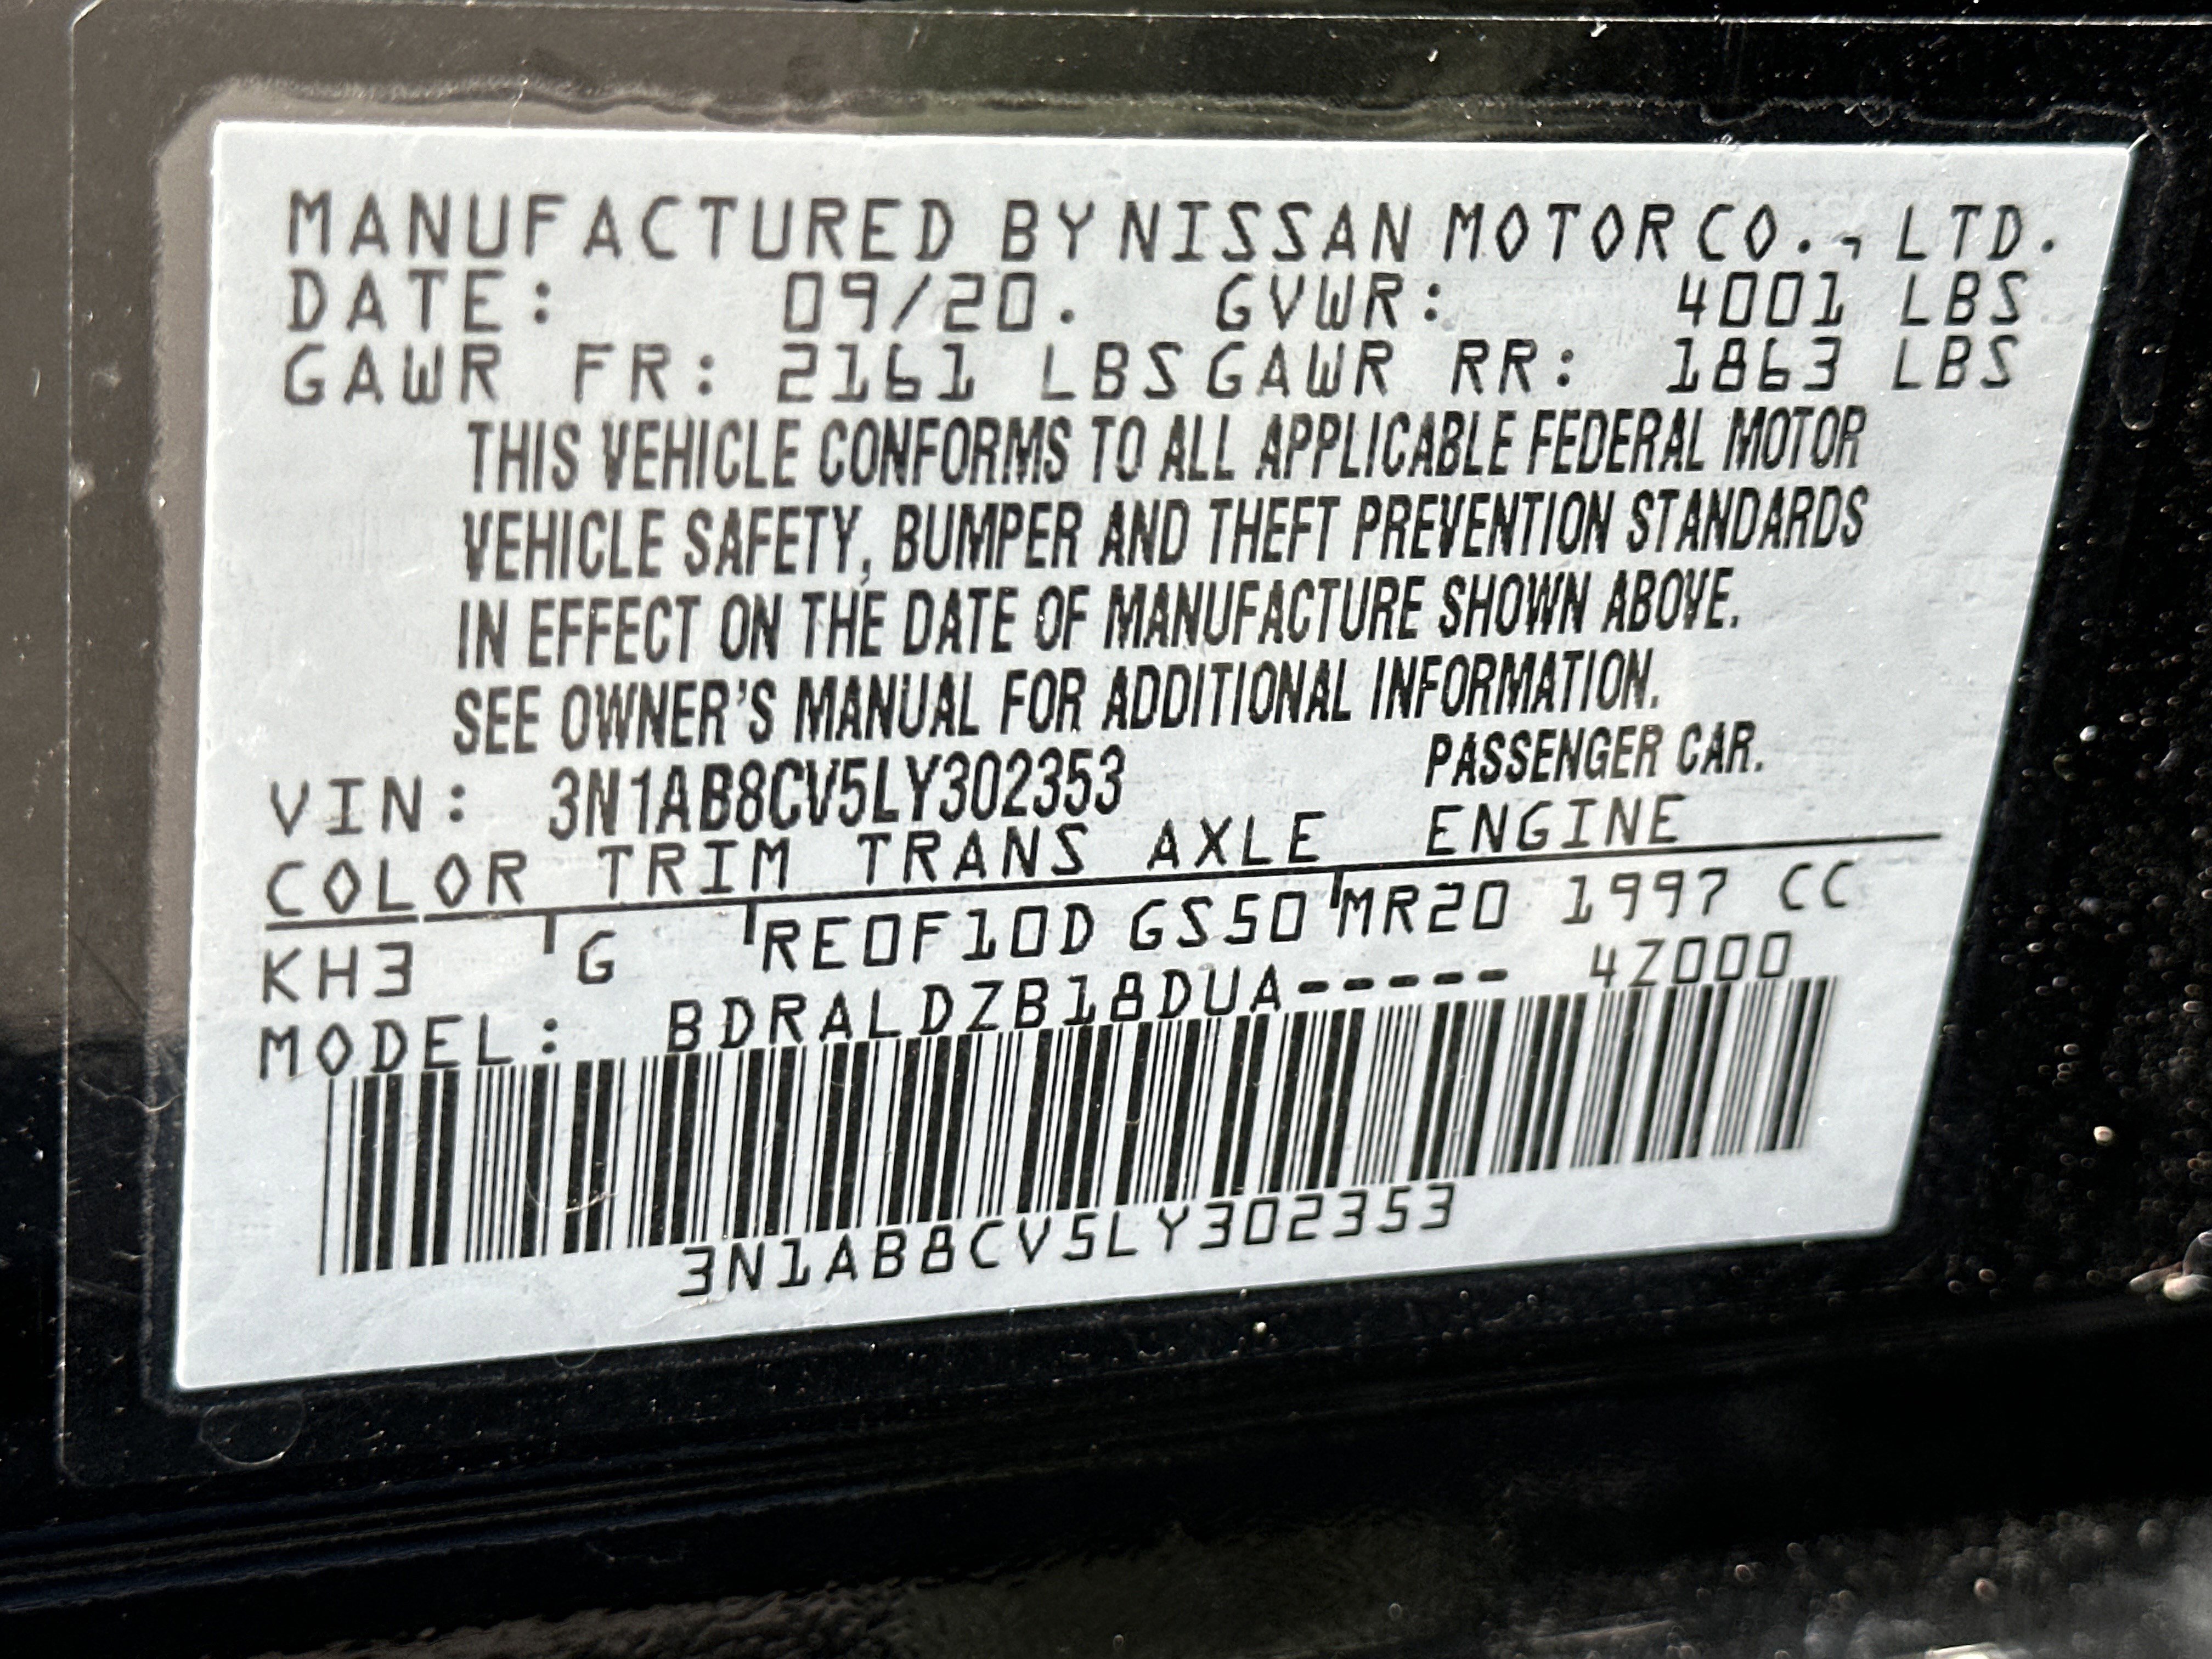 MANUFACTURED BY NISSAN MOTOR CO., LTD.
DATE: 09/20. GVWR: 4001 LBS
GAWR FR: 2161 LBS GAWR RR: 1863 LBS
THIS VEHICLE CONFORMS TO ALL APPLICABLE FEDERAL MOTOR
VEHICLE SAFETY, BUMPER AND THEFT PREVENTION STANDARDS
IN EFFECT ON THE DATE OF MANUFACTURE SHOWN ABOVE.
SEE OWNER'S MANUAL FOR ADDITIONAL INFORMATION.
VIN: 3N1AB8CV5LY302353 PASSENGER CAR.
COLOR TRIM TRANS AXLE ENGINE
KH3 G RE0F10D GS50 MR20 1997 CC
MODEL: BDRALDZB18DUA----- 4Z000
3N1AB8CV5LY302353